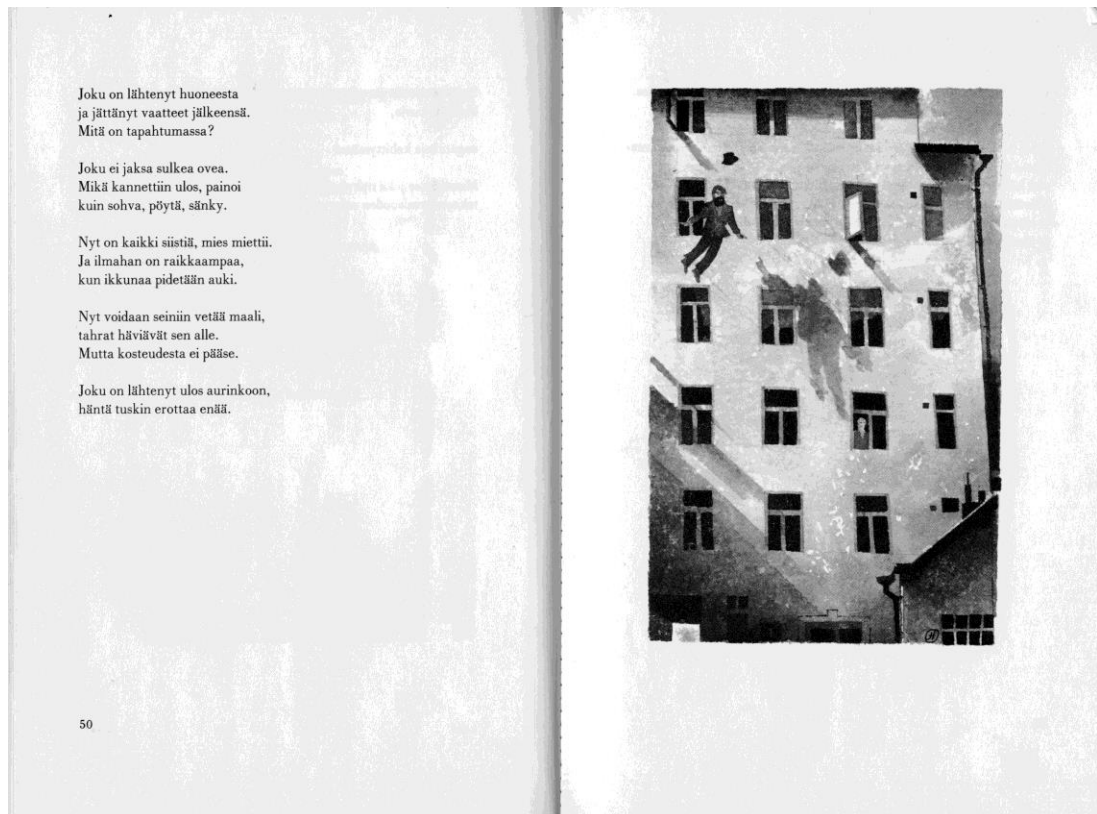 Joku on lähtenyt huoneesta
ja jättänyt vaatteet jälkeensä.
Mitä on tapahtumassa?
Joku ei jaksa sulkea ovea.
Mikä kannettiin ulos, painoi
kuin sohva, pöytä, sänky.
Nyt on kaikki siistiä, mies miettii.
Ja ilmahan on raikkaampaa,
kun ikkunaa pidetään auki.
Nyt voidaan seiniin vetää maali,
tahrat häviävät sen alle.
Mutta kosteudesta ei pääse.
Joku on lähtenyt ulos aurinkoon,
häntä tuskin erottaa enää.
50